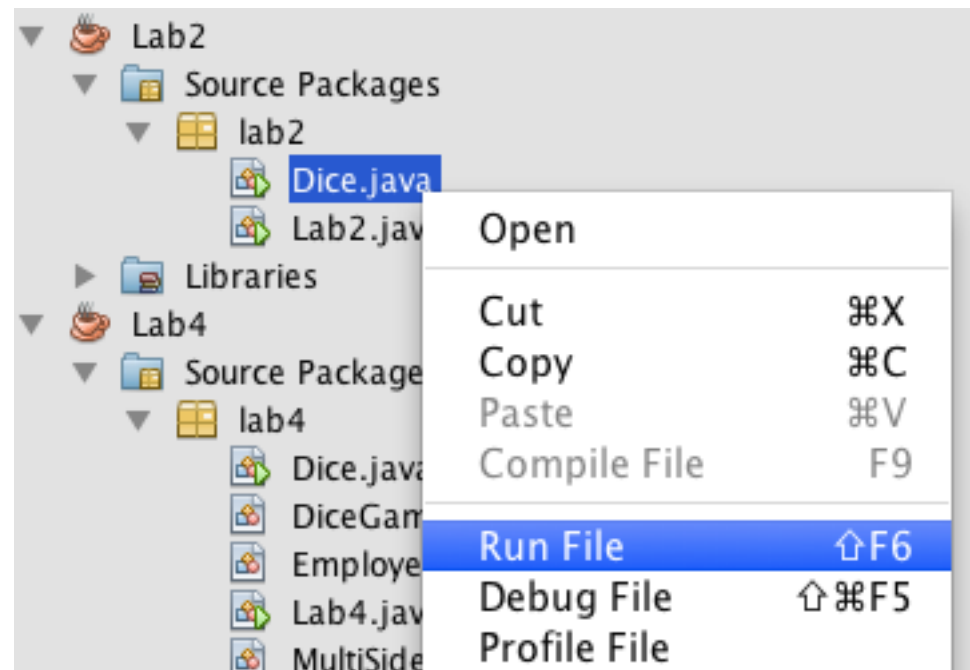 Lab2
Source Packages
lab2
Dice.java
Lab2.jav
Libraries
Lab4
Source Package
lab4
Dice.java
DiceGam
Employe
Lab4.jav
MultiSide
Open
Cut ⌘X
Copy ⌘C
Paste ⌘V
Compile File F9
Run File ⇧F6
Debug File ⇧⌘F5
Profile File